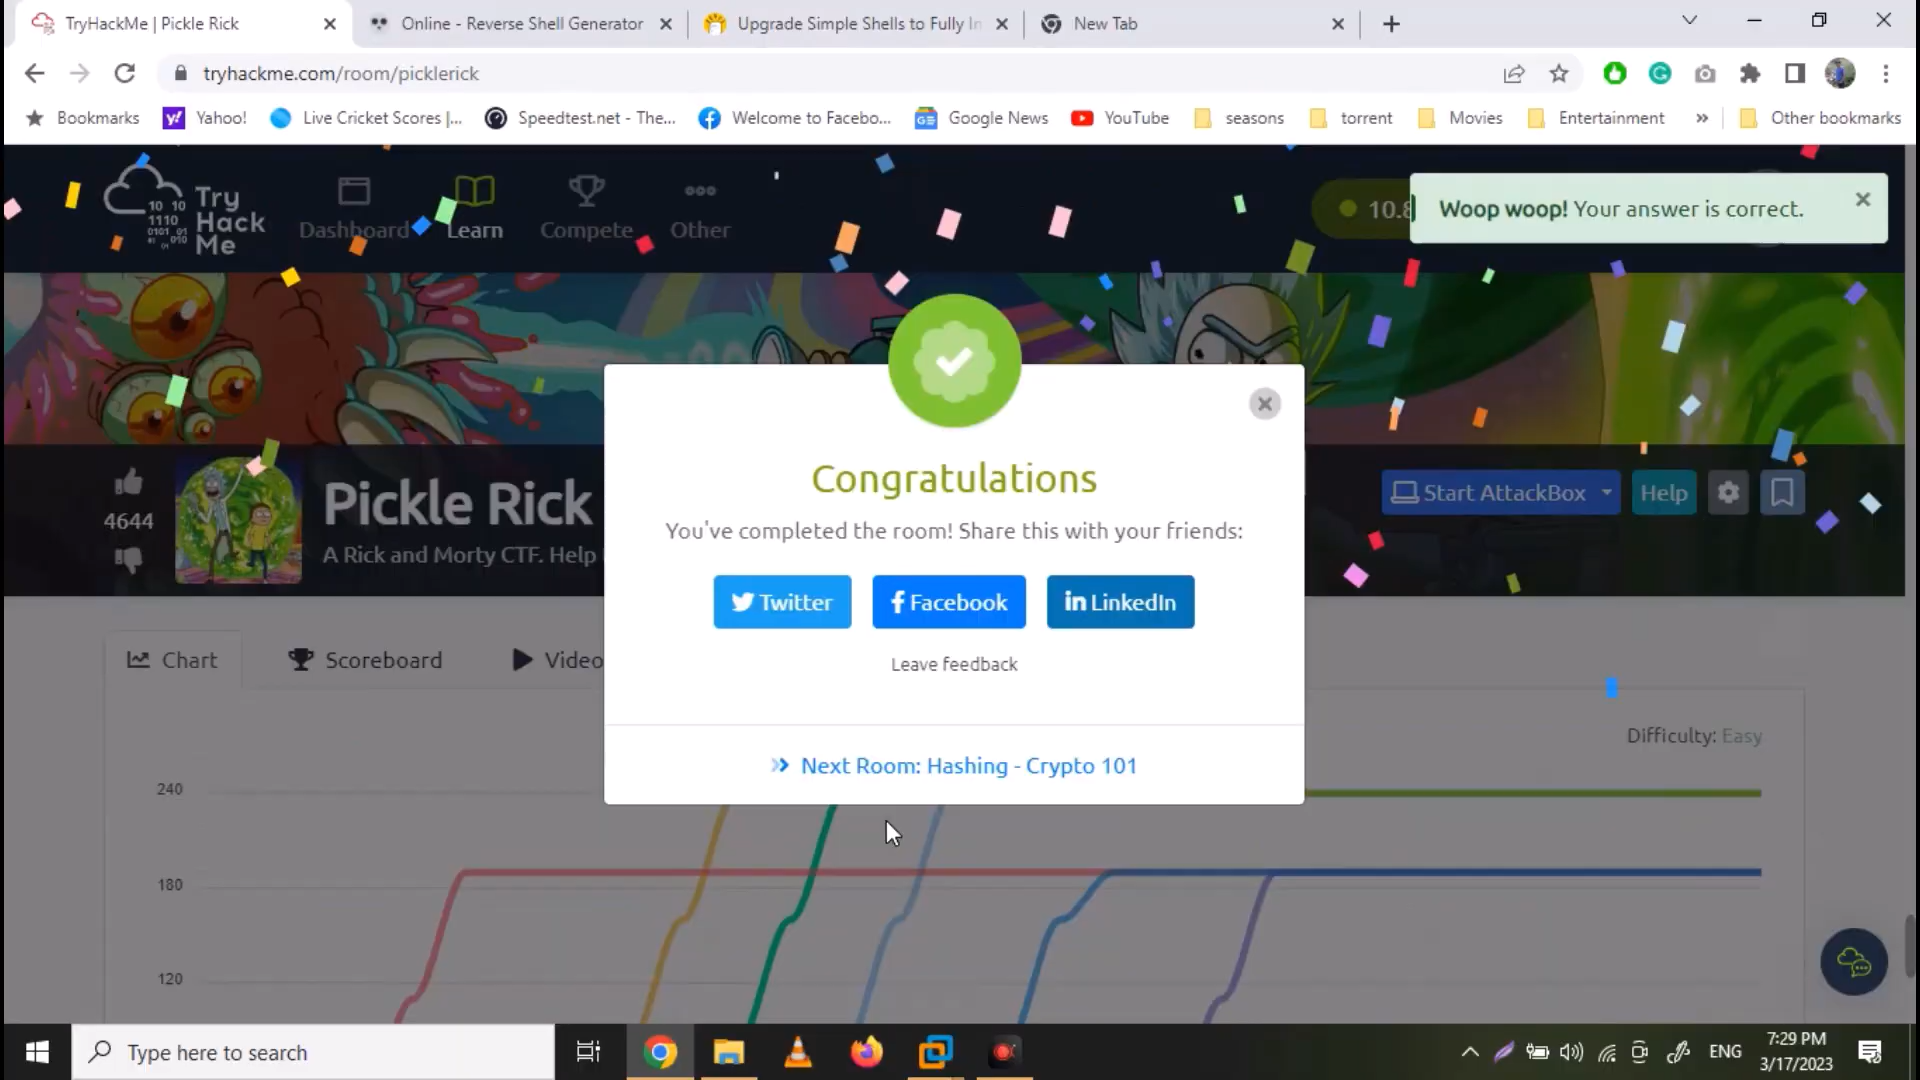 TryHackMe | Pickle Rick
Online - Reverse Shell Generator
Upgrade Simple Shells to Fully In
New Tab
tryhackme.com/room/picklerick
Bookmarks
Yahoo!
Live Cricket Scores |...
Speedtest.net - The...
Welcome to Facebo...
Google News
YouTube
seasons
torrent
Movies
Entertainment
Other bookmarks
Try
Hack
Me
Dashboard
Learn
Compete
Other
10.8
Woop woop! Your answer is correct.
4644
Pickle Rick
A Rick and Morty CTF. Help
Start AttackBox
Help
Congratulations
You've completed the room! Share this with your friends:
Twitter
Facebook
LinkedIn
Leave feedback
Next Room: Hashing - Crypto 101
Chart
Scoreboard
Video
Difficulty: Easy
240
180
120
Type here to search
ENG
7:29 PM
3/17/2023